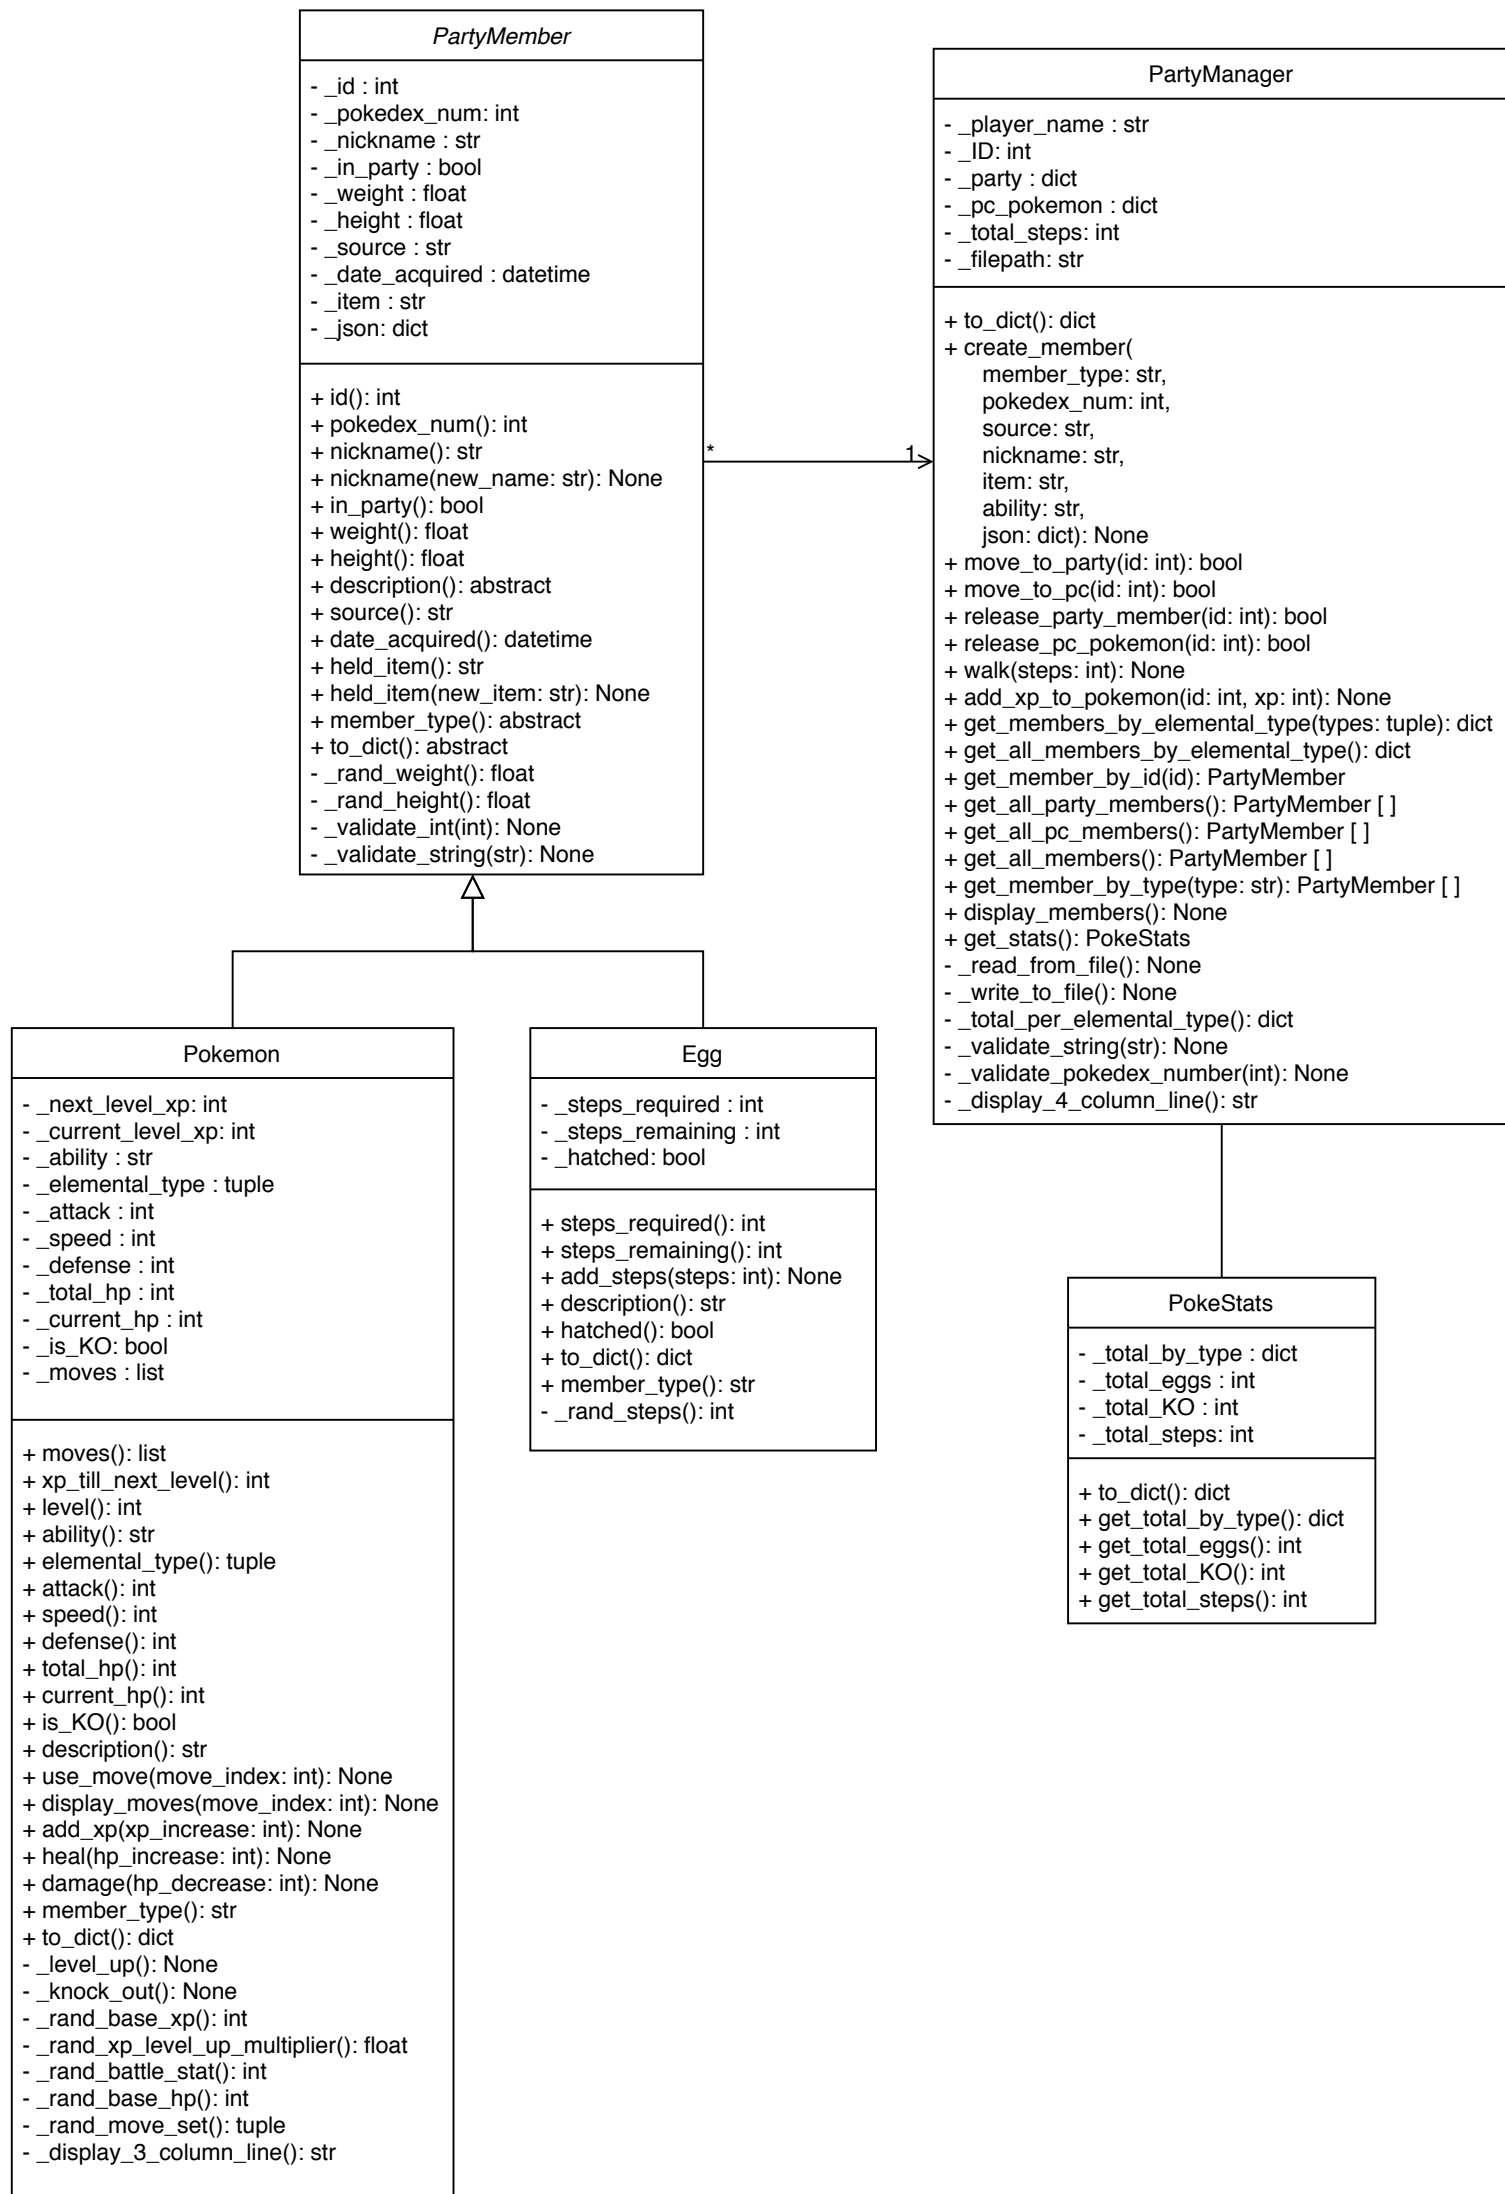 PartyMember
- _id : int
- _pokedex_num: int
- _nickname : str
- _in_party : bool
- _weight : float
- _height : float
- _source : str
- _date_acquired : datetime
- _item : str
- _json: dict
+ id(): int
+ pokedex_num(): int
+ nickname(): str
+ nickname(new_name: str): None
+ in_party(): bool
+ weight(): float
+ height(): float
+ description(): abstract
+ source(): str
+ date_acquired(): datetime
+ held_item(): str
+ held_item(new_item: str): None
+ member_type(): abstract
+ to_dict(): abstract
- _rand_weight(): float
- _rand_height(): float
- _validate_int(int): None
- _validate_string(str): None
*
1
PartyManager
- _player_name : str
- _ID: int
- _party : dict
- _pc_pokemon : dict
- _total_steps: int
- _filepath: str
+ to_dict(): dict
+ create_member(
member_type: str,
pokedex_num: int,
source: str,
nickname: str,
item: str,
ability: str,
json: dict): None
+ move_to_party(id: int): bool
+ move_to_pc(id: int): bool
+ release_party_member(id: int): bool
+ release_pc_pokemon(id: int): bool
+ walk(steps: int): None
+ add_xp_to_pokemon(id: int, xp: int): None
+ get_members_by_elemental_type(types: tuple): dict
+ get_all_members_by_elemental_type(): dict
+ get_member_by_id(id): PartyMember
+ get_all_party_members(): PartyMember [ ]
+ get_all_pc_members(): PartyMember [ ]
+ get_all_members(): PartyMember [ ]
+ get_member_by_type(type: str): PartyMember [ ]
+ display_members(): None
+ get_stats(): PokeStats
- _read_from_file(): None
- _write_to_file(): None
- _total_per_elemental_type(): dict
- _validate_string(str): None
- _validate_pokedex_number(int): None
- _display_4_column_line(): str
Pokemon
- _next_level_xp: int
- _current_level_xp: int
- _ability : str
- _elemental_type : tuple
- _attack : int
- _speed : int
- _defense : int
- _total_hp : int
- _current_hp : int
- _is_KO: bool
- _moves : list
+ moves(): list
+ xp_till_next_level(): int
+ level(): int
+ ability(): str
+ elemental_type(): tuple
+ attack(): int
+ speed(): int
+ defense(): int
+ total_hp(): int
+ current_hp(): int
+ is_KO(): bool
+ description(): str
+ use_move(move_index: int): None
+ display_moves(move_index: int): None
+ add_xp(xp_increase: int): None
+ heal(hp_increase: int): None
+ damage(hp_decrease: int): None
+ member_type(): str
+ to_dict(): dict
- _level_up(): None
- _knock_out(): None
- _rand_base_xp(): int
- _rand_xp_level_up_multiplier(): float
- _rand_battle_stat(): int
- _rand_base_hp(): int
- _rand_move_set(): tuple
- _display_3_column_line(): str
Egg
- _steps_required : int
- _steps_remaining : int
- _hatched: bool
+ steps_required(): int
+ steps_remaining(): int
+ add_steps(steps: int): None
+ description(): str
+ hatched(): bool
+ to_dict(): dict
+ member_type(): str
- _rand_steps(): int
PokeStats
- _total_by_type : dict
- _total_eggs : int
- _total_KO : int
- _total_steps: int
+ to_dict(): dict
+ get_total_by_type(): dict
+ get_total_eggs(): int
+ get_total_KO(): int
+ get_total_steps(): int